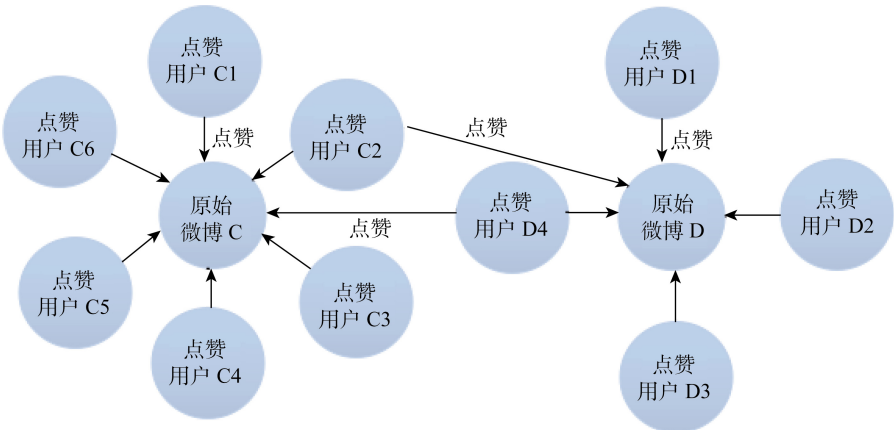 点赞
用户 C1
点赞
用户 D1
点赞
用户 C6
点赞
点赞
用户 C2
点赞
点赞
原始
微博 C
点赞
用户 D4
原始
微博 D
点赞
用户 D2
点赞
点赞
用户 C5
点赞
用户 C3
点赞
用户 C4
点赞
用户 D3